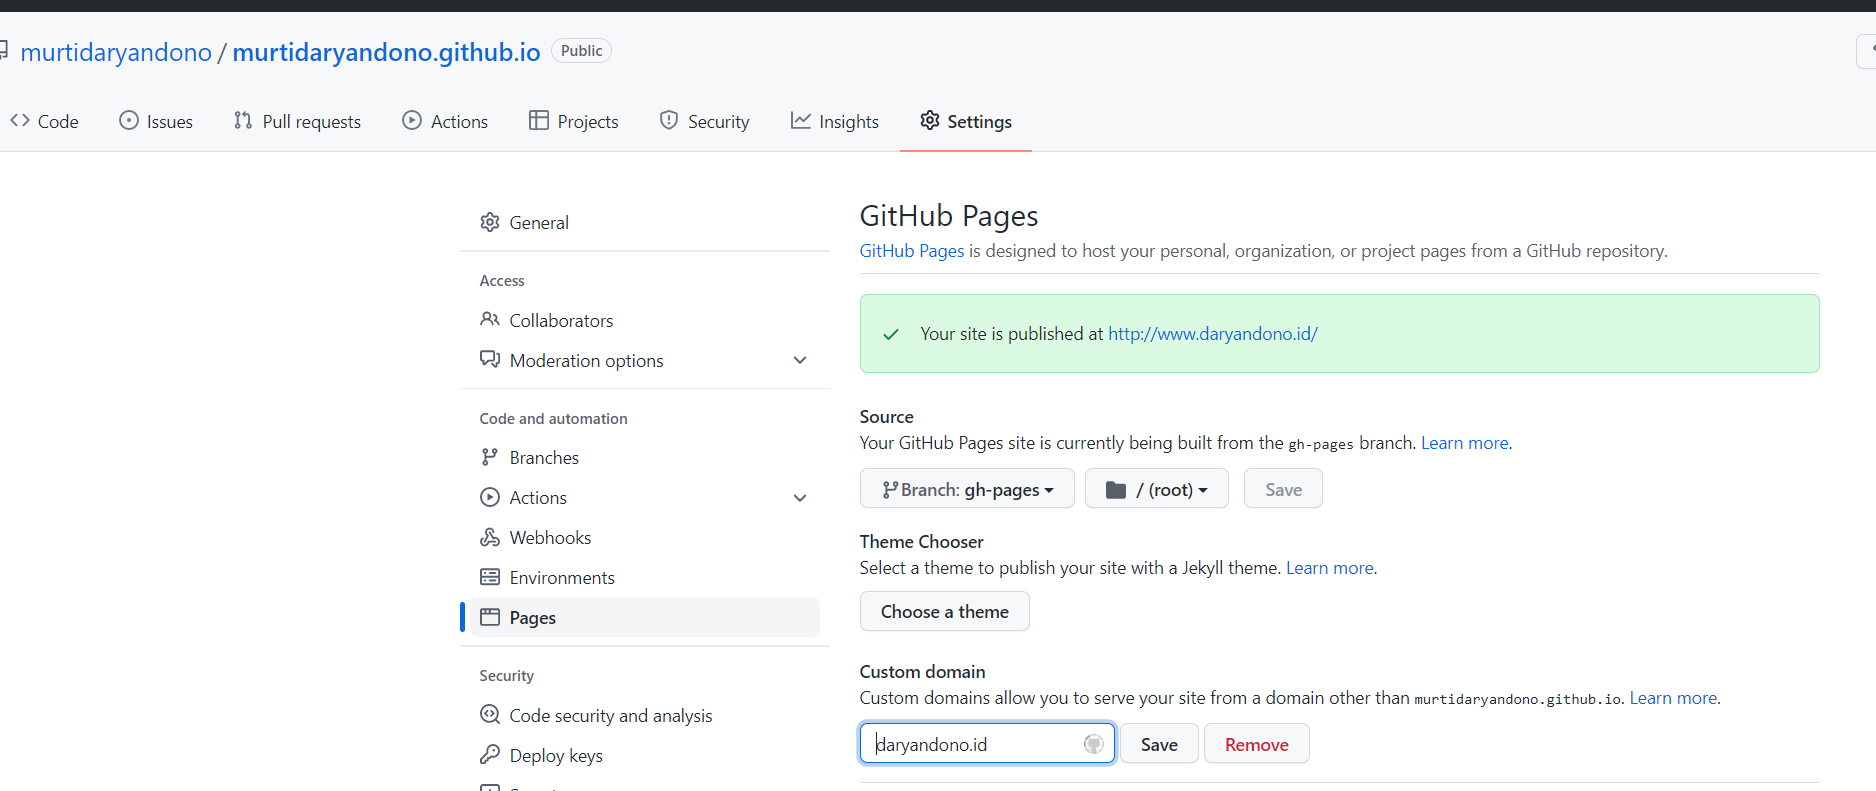 murtidaryandono / murtidaryandono.github.io Public
Code Issues Pull requests Actions Projects Security Insights Settings
General
Access
Collaborators
Moderation options
Code and automation
Branches
Actions
Webhooks
Environments
Pages
Security
Code security and analysis
Deploy keys
GitHub Pages
GitHub Pages is designed to host your personal, organization, or project pages from a GitHub repository.
Your site is published at http://www.daryandono.id/
Source
Your GitHub Pages site is currently being built from the gh-pages branch. Learn more.
Branch: gh-pages / (root) Save
Theme Chooser
Select a theme to publish your site with a Jekyll theme. Learn more.
Choose a theme
Custom domain
Custom domains allow you to serve your site from a domain other than murtidaryandono.github.io. Learn more.
daryandono.id Save Remove